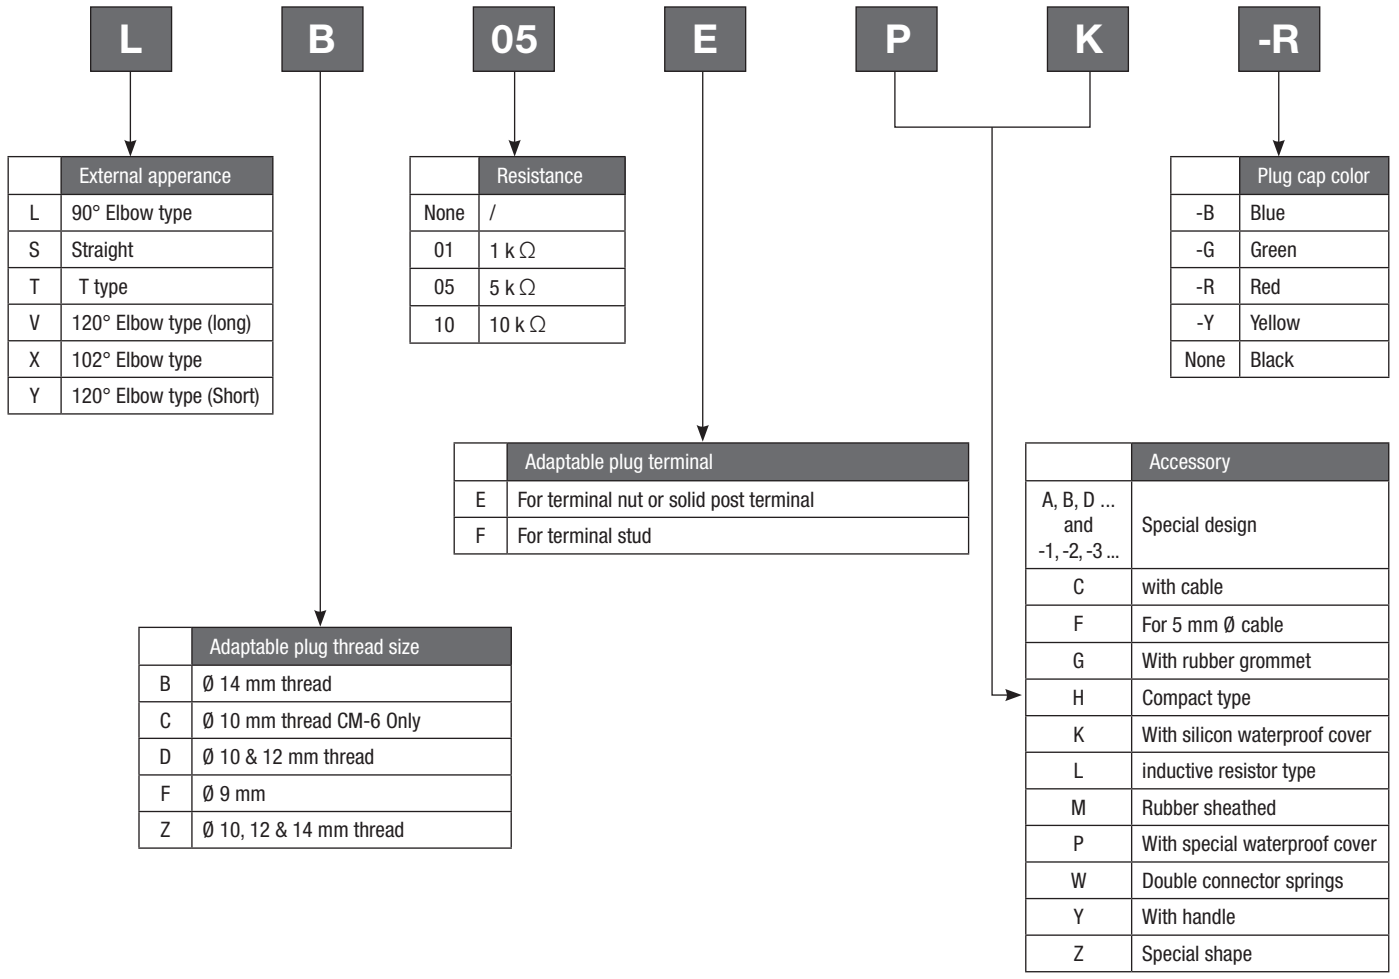 L B 05 E P K -R
External apperance
L 90° Elbow type
S Straight
T T type
V 120° Elbow type (long)
X 102° Elbow type
Y 120° Elbow type (Short)
Resistance
None /
01 1 k Ω
05 5 k Ω
10 10 k Ω
Plug cap color
-B Blue
-G Green
-R Red
-Y Yellow
None Black
Adaptable plug terminal
E For terminal nut or solid post terminal
F For terminal stud
Adaptable plug thread size
B Ø 14 mm thread
C Ø 10 mm thread CM-6 Only
D Ø 10 & 12 mm thread
F Ø 9 mm
Z Ø 10, 12 & 14 mm thread
Accessory
A, B, D ...
and
-1, -2, -3 ...
Special design
C with cable
F For 5 mm Ø cable
G With rubber grommet
H Compact type
K With silicon waterproof cover
L inductive resistor type
M Rubber sheathed
P With special waterproof cover
W Double connector springs
Y With handle
Z Special shape